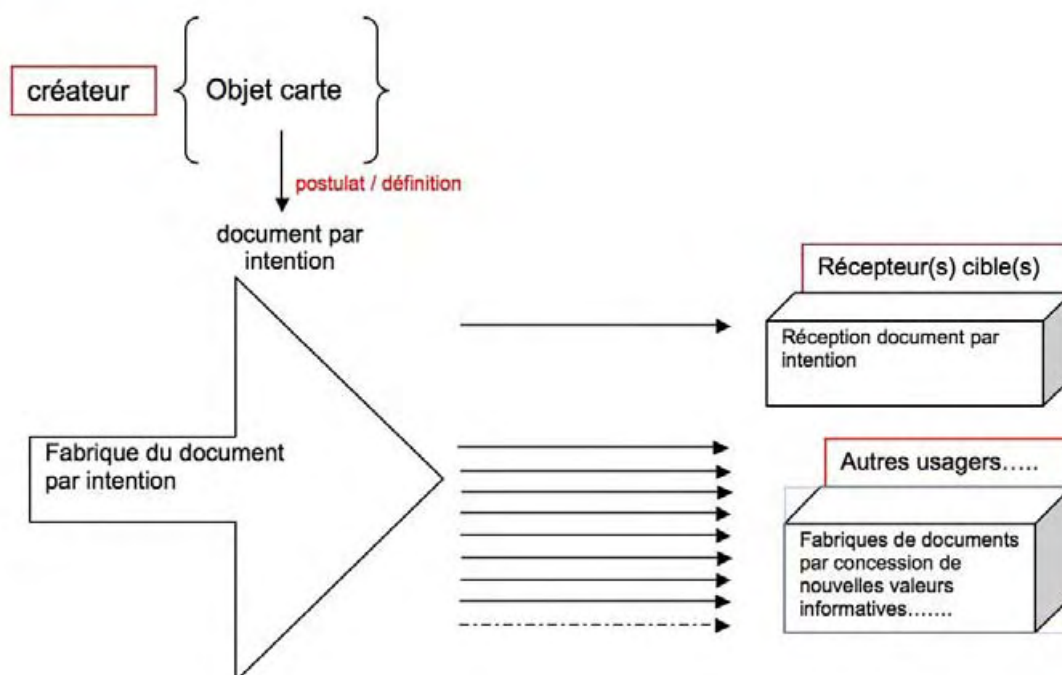 créateur
Objet carte
postulat / définition
document par
intention
Récepteur(s) cible(s)
Réception document par
intention
Fabrique du document
par intention
Autres usagers.....
Fabriques de documents
par concession de
nouvelles valeurs
informatives.......